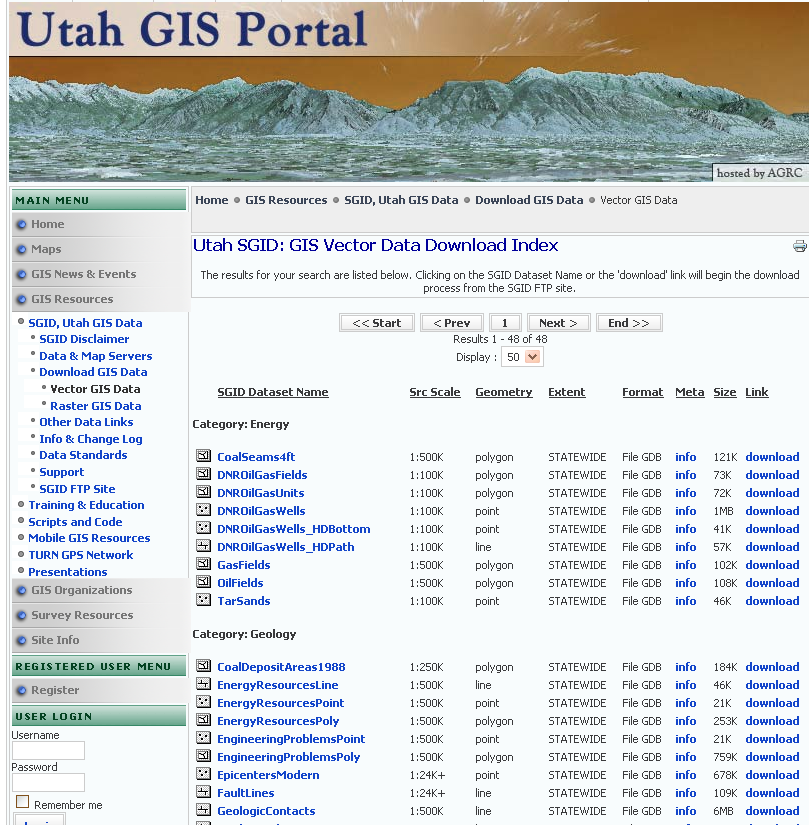 Utah GIS Portal
hosted by AGRC
MAIN MENU
Home
Maps
GIS News & Events
GIS Resources
SGID, Utah GIS Data
SGID Disclaimer
Data & Map Servers
Download GIS Data
Vector GIS Data
Raster GIS Data
Other Data Links
Info & Change Log
Data Standards
Support
SGID FTP Site
Training & Education
Scripts and Code
Mobile GIS Resources
TURN GPS Network
Presentations
GIS Organizations
Survey Resources
Site Info
REGISTERED USER MENU
Register
USER LOGIN
Username
Password
Remember me
Home GIS Resources SGID, Utah GIS Data Download GIS Data Vector GIS Data
Utah SGID: GIS Vector Data Download Index
The results for your search are listed below. Clicking on the SGID Dataset Name or the 'download' link will begin the download
process from the SGID FTP site.
<< Start < Prev 1 Next > End >>
Results 1 - 48 of 48
Display : 50
SGID Dataset Name Src Scale Geometry Extent Format Meta Size Link
Category: Energy
CoalSeams4ft 1:500K polygon STATEWIDE File GDB info 121K download
DNROilGasFields 1:100K polygon STATEWIDE File GDB info 73K download
DNROilGasUnits 1:100K polygon STATEWIDE File GDB info 72K download
DNROilGasWells 1:100K point STATEWIDE File GDB info 1MB download
DNROilGasWells_HDBottom 1:100K point STATEWIDE File GDB info 41K download
DNROilGasWells_HDPath 1:100K line STATEWIDE File GDB info 57K download
GasFields 1:500K polygon STATEWIDE File GDB info 102K download
OilFields 1:500K polygon STATEWIDE File GDB info 108K download
TarSands 1:100K point STATEWIDE File GDB info 46K download
Category: Geology
CoalDepositAreas1988 1:250K polygon STATEWIDE File GDB info 184K download
EnergyResourcesLine 1:500K line STATEWIDE File GDB info 46K download
EnergyResourcesPoint 1:500K point STATEWIDE File GDB info 21K download
EnergyResourcesPoly 1:500K polygon STATEWIDE File GDB info 253K download
EngineeringProblemsPoint 1:500K point STATEWIDE File GDB info 21K download
EngineeringProblemsPoly 1:500K polygon STATEWIDE File GDB info 759K download
EpicentersModern 1:24K+ point STATEWIDE File GDB info 678K download
FaultLines 1:24K+ line STATEWIDE File GDB info 109K download
GeologicContacts 1:500K line STATEWIDE File GDB info 6MB download